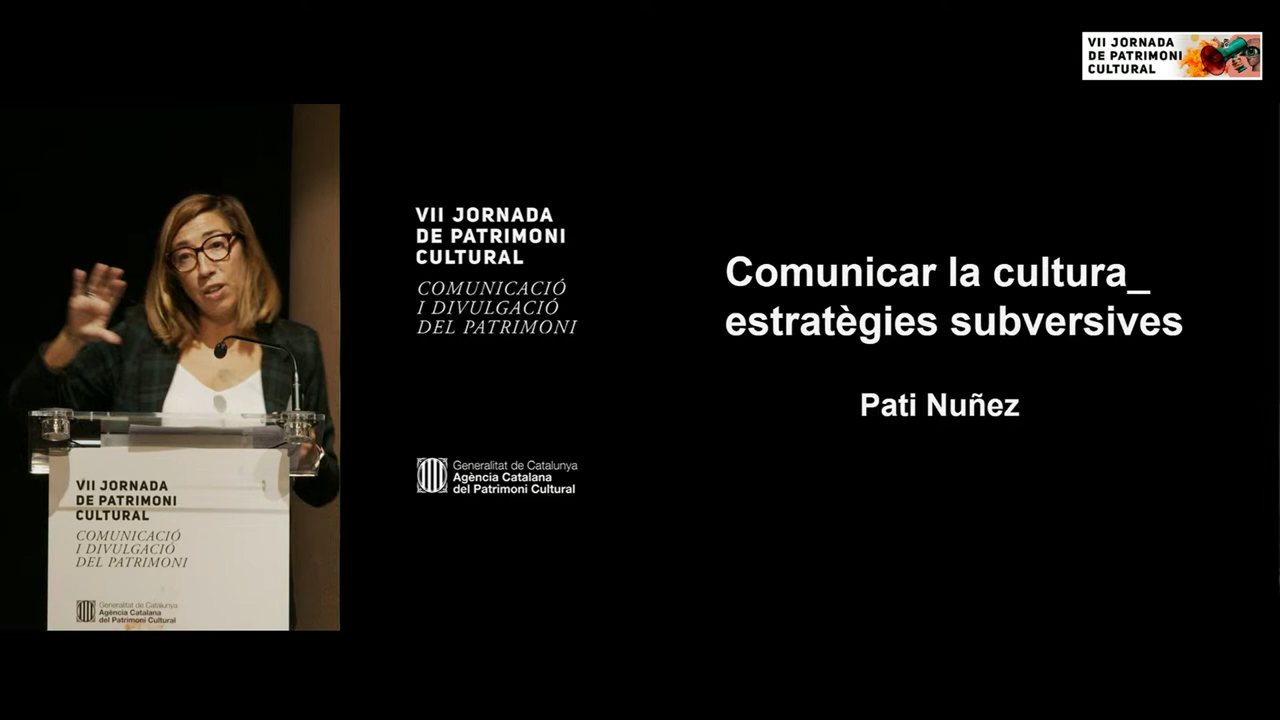 VII JORNADA
DE PATRIMONI
CULTURAL
VII JORNADA
DE PATRIMONI
CULTURAL
COMUNICACIÓ
I DIVULGACIÓ
DEL PATRIMONI
Comunicar la cultura_
estratègies subversives
Pati Nuñez
Generalitat de Catalunya
Agència Catalana
del Patrimoni Cultural
VII JORNADA
DE PATRIMONI
CULTURAL
COMUNICACIÓ
I DIVULGACIÓ
DEL PATRIMONI
Generalitat de Catalunya
Agència Catalana
del Patrimoni Cultural